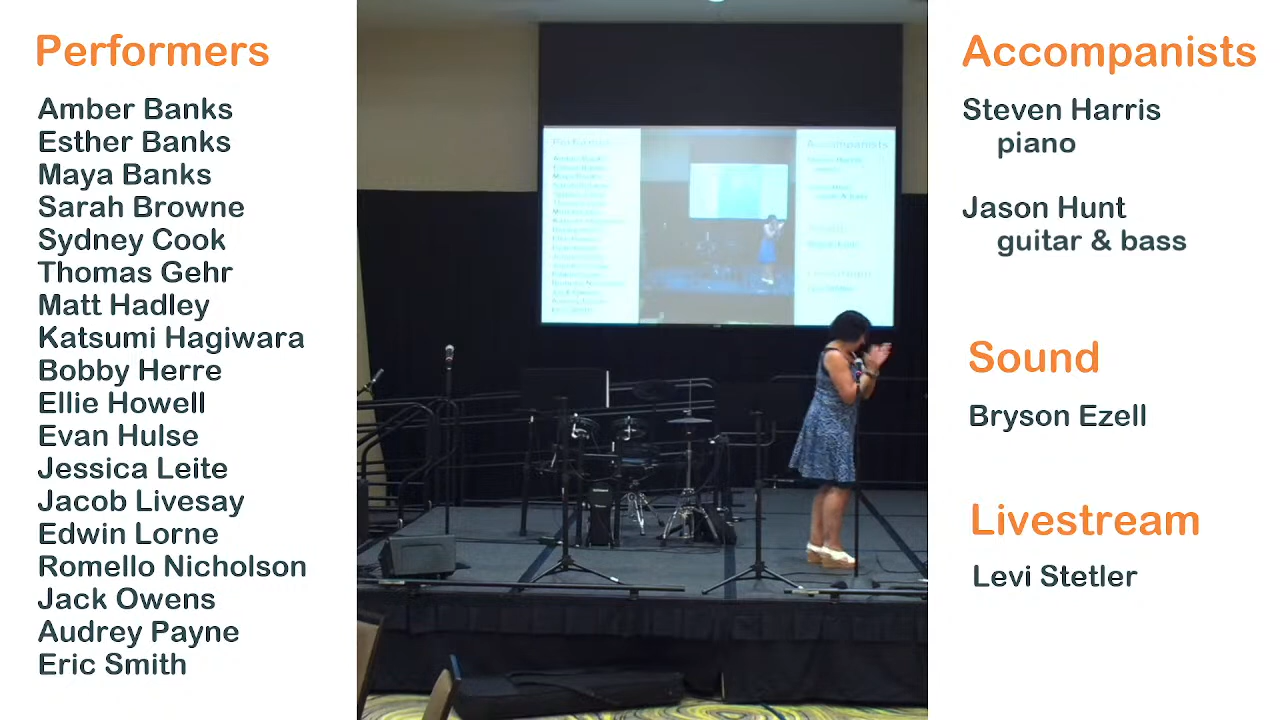 Performers
Amber Banks
Esther Banks
Maya Banks
Sarah Browne
Sydney Cook
Thomas Gehr
Matt Hadley
Katsumi Hagiwara
Bobby Herre
Ellie Howell
Evan Hulse
Jessica Leite
Jacob Livesay
Edwin Lorne
Romello Nicholson
Jack Owens
Audrey Payne
Eric Smith
Accompanists
Steven Harris
piano
Jason Hunt
guitar & bass
Sound
Bryson Ezell
Livestream
Levi Stetler
Accompanists